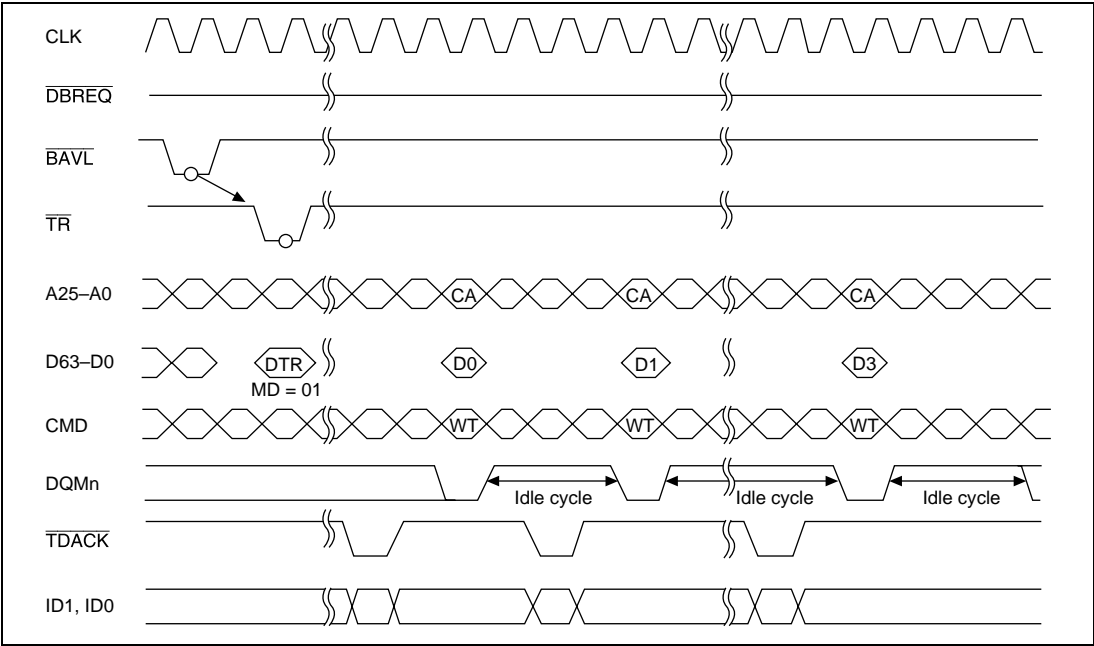 CLK
DBREQ
BAVL
TR
A25–A0 CA CA CA
D63–D0 DTR D0 D1 D3
MD = 01
CMD WT WT WT
DQMn
Idle cycle Idle cycle Idle cycle
TDACK
ID1, ID0